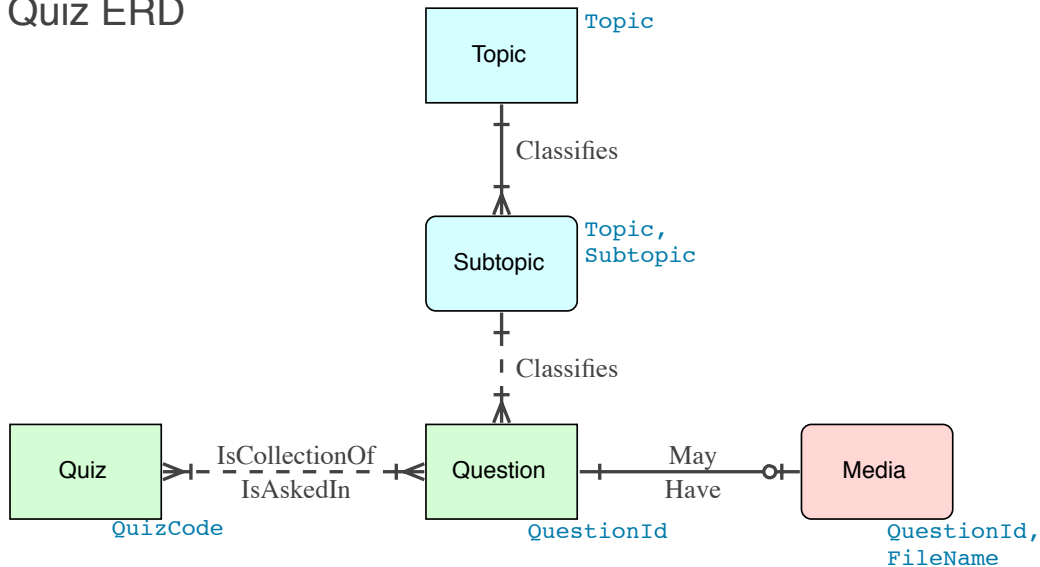 Quiz ERD
Topic
Topic
Classifies
Subtopic
Topic,
Subtopic
Classifies
Quiz
QuizCode
IsCollectionOf
IsAskedIn
Question
QuestionId
May
Have
Media
QuestionId,
FileName